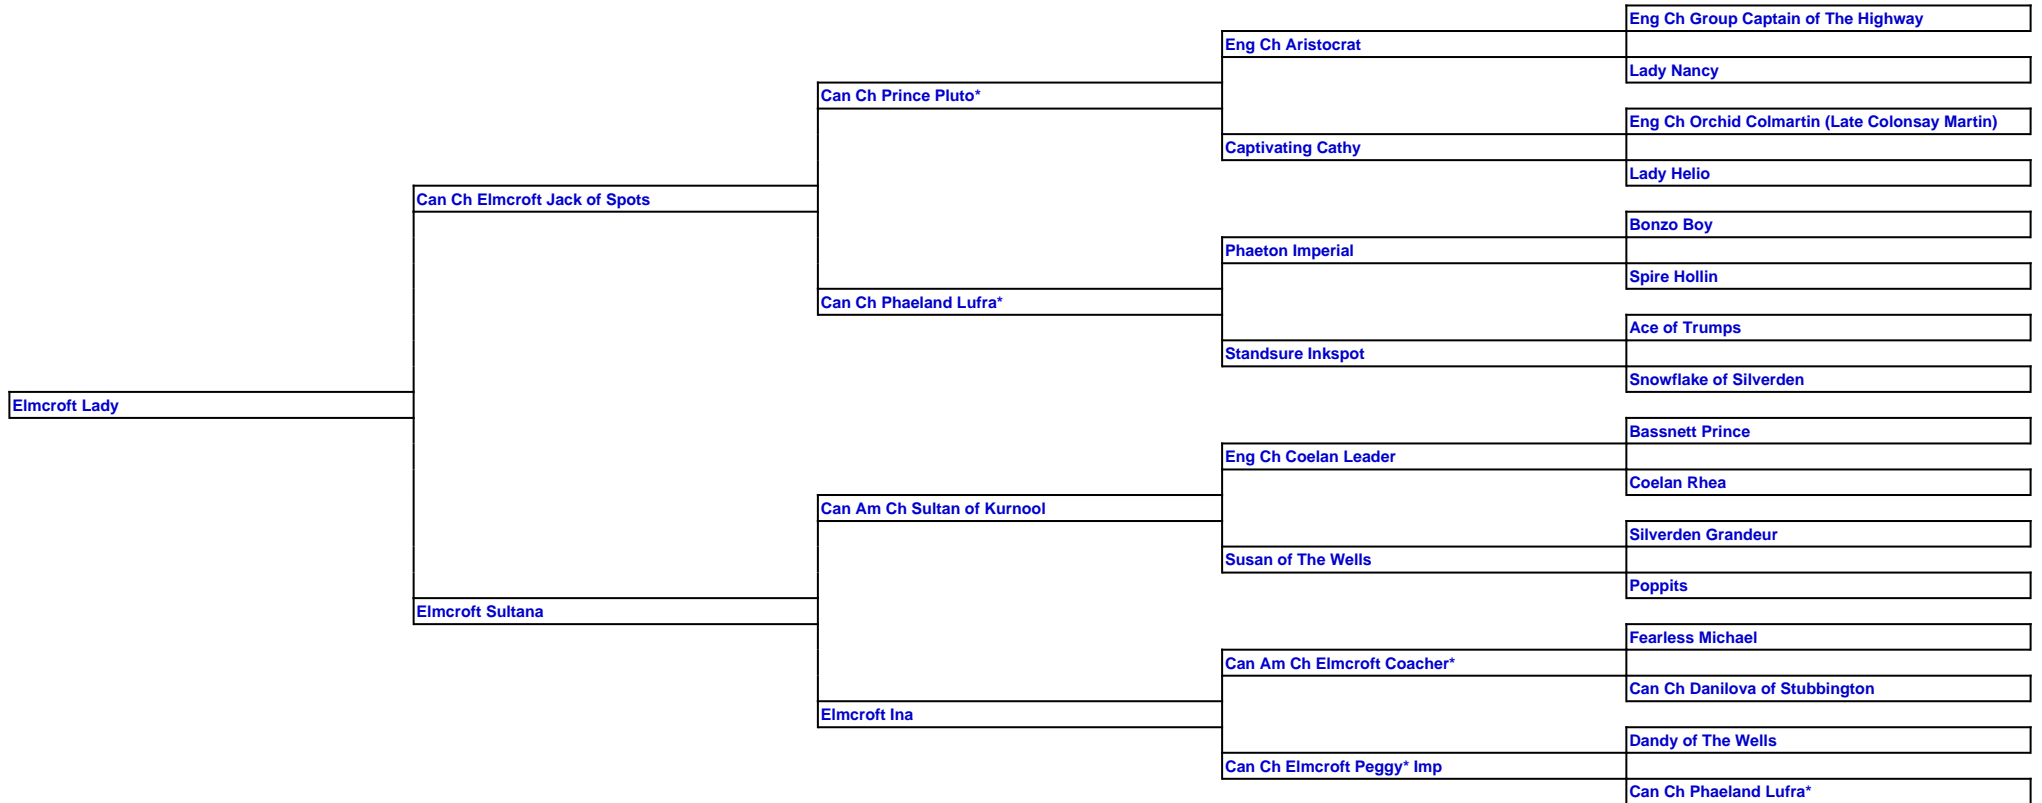 Eng Ch Group Captain of The Highway
Eng Ch Aristocrat
Lady Nancy
Can Ch Prince Pluto*
Eng Ch Orchid Colmartin (Late Colonsay Martin)
Captivating Cathy
Lady Helio
Can Ch Elmcroft Jack of Spots
Bonzo Boy
Phaeton Imperial
Spire Hollin
Can Ch Phaeland Lufra*
Ace of Trumps
Standsure Inkspot
Snowflake of Silverden
Elmcroft Lady
Bassnett Prince
Eng Ch Coelan Leader
Coelan Rhea
Can Am Ch Sultan of Kurnool
Silverden Grandeur
Susan of The Wells
Poppits
Elmcroft Sultana
Fearless Michael
Can Am Ch Elmcroft Coacher*
Can Ch Danilova of Stubbington
Elmcroft Ina
Dandy of The Wells
Can Ch Elmcroft Peggy* Imp
Can Ch Phaeland Lufra*